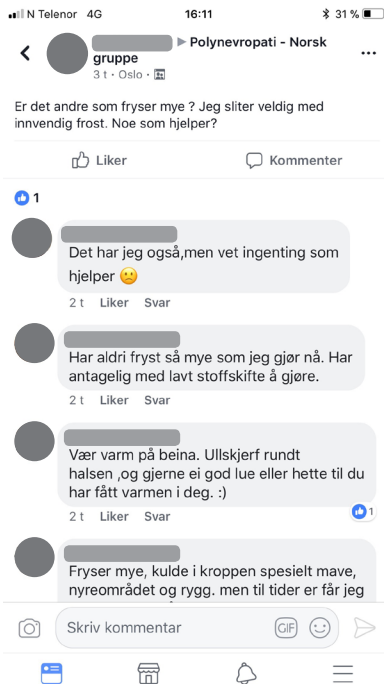 N Telenor 4G 16:11 31 %
Polynevropati - Norsk
gruppe
3 t · Oslo ·
Er det andre som fryser mye ? Jeg sliter veldig med
innvendig frost. Noe som hjelper?
Liker Kommenter
1
Det har jeg også,men vet ingenting som
hjelper 🙁
2 t Liker Svar
Har aldri fryst så mye som jeg gjør nå. Har
antagelig med lavt stoffskifte å gjøre.
2 t Liker Svar
Vær varm på beina. Ullskjerf rundt
halsen ,og gjerne ei god lue eller hette til du
har fått varmen i deg. :)
2 t Liker Svar 1
Fryser mye, kulde i kroppen spesielt mave,
nyreområdet og rygg. men til tider er får jeg
Skriv kommentar GIF